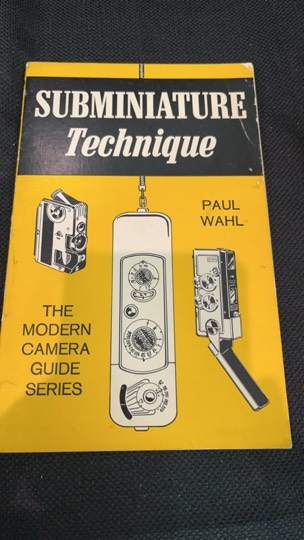 SUBMINIATURE
Technique
PAUL
WAHL
THE
MODERN
CAMERA
GUIDE
SERIES